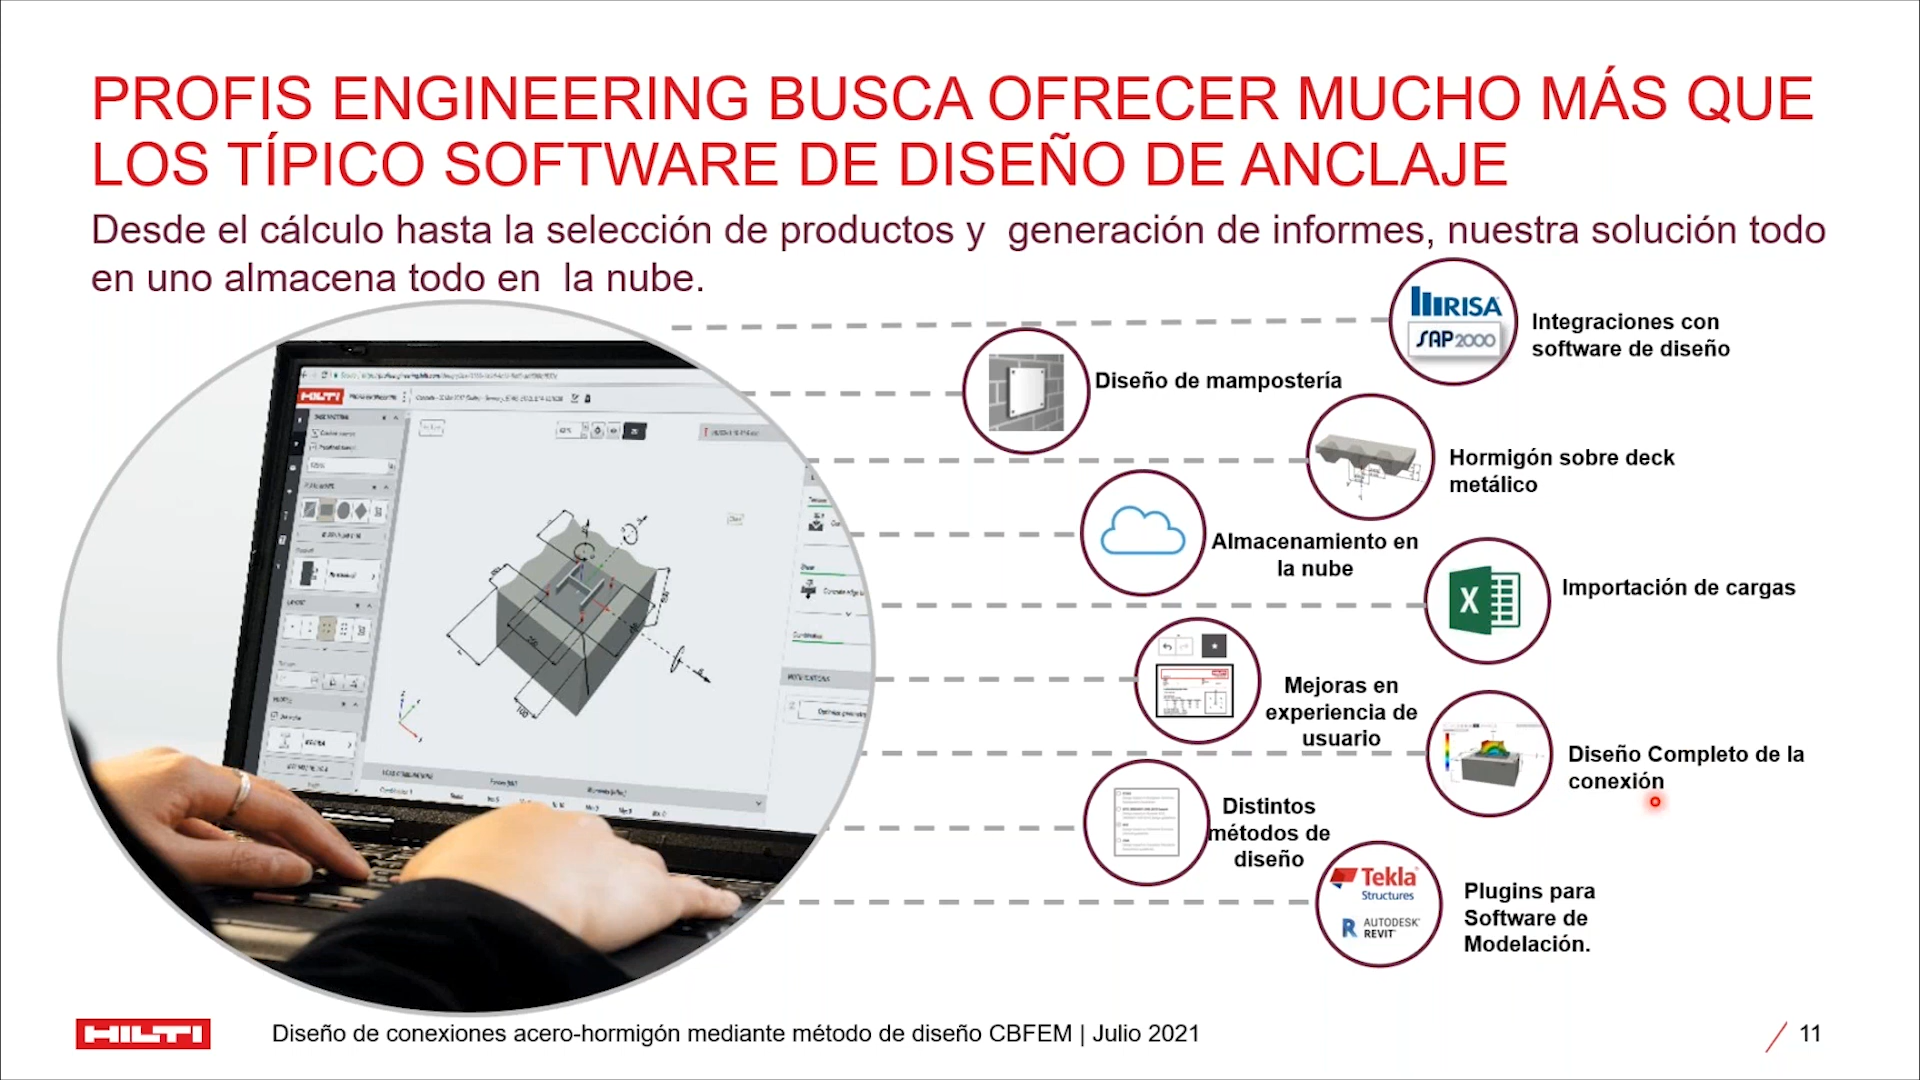 PROFIS ENGINEERING BUSCA OFRECER MUCHO MÁS QUE
LOS TÍPICO SOFTWARE DE DISEÑO DE ANCLAJE
Desde el cálculo hasta la selección de productos y generación de informes, nuestra solución todo
en uno almacena todo en la nube.
RISA
SAP2000
Integraciones con
software de diseño
Diseño de mampostería
Hormigón sobre deck
metálico
Almacenamiento en
la nube
X
Importación de cargas
Mejoras en
experiencia de
usuario
Diseño Completo de la
conexión
Distintos
métodos de
diseño
Tekla
Structures
R AUTODESK
REVIT
Plugins para
Software de
Modelación.
HILTI
HILTI
Diseño de conexiones acero-hormigón mediante método de diseño CBFEM | Julio 2021
11